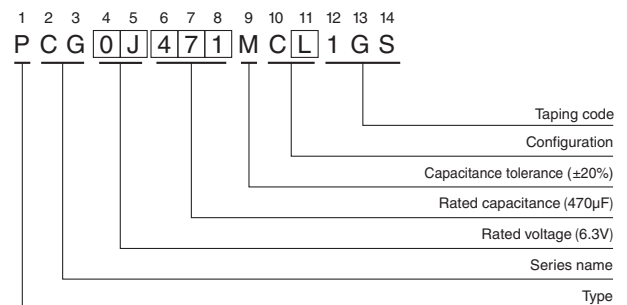 1 2 3 4 5 6 7 8 9 10 11 12 13 14
P C G 0 J 4 7 1 M C L 1 G S
Taping code
Configuration
Capacitance tolerance (±20%)
Rated capacitance (470µF)
Rated voltage (6.3V)
Series name
Type